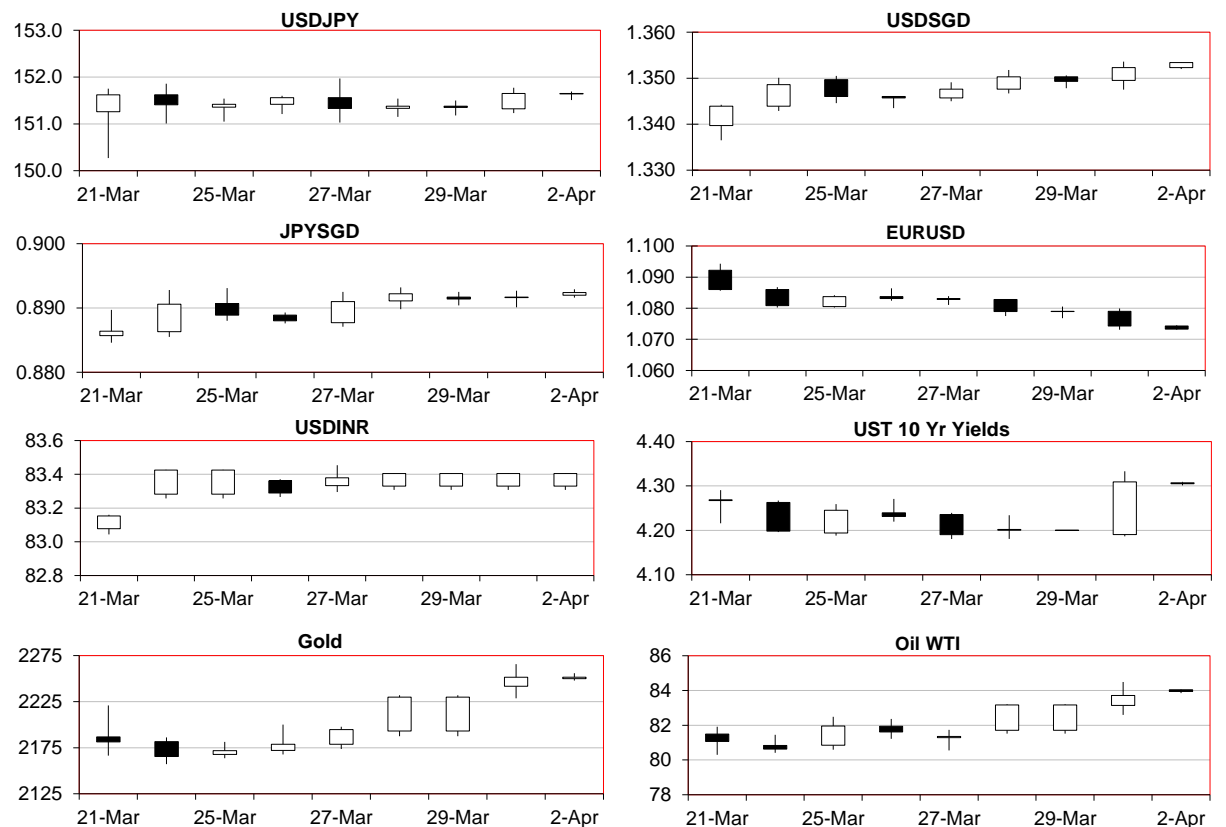 USDJPY
153.0
152.0
151.0
150.0
21-Mar 25-Mar 27-Mar 29-Mar 2-Apr
USDSGD
1.360
1.350
1.340
1.330
21-Mar 25-Mar 27-Mar 29-Mar 2-Apr
JPYSGD
0.900
0.890
0.880
21-Mar 25-Mar 27-Mar 29-Mar 2-Apr
EURUSD
1.100
1.090
1.080
1.070
1.060
21-Mar 25-Mar 27-Mar 29-Mar 2-Apr
USDINR
83.6
83.4
83.2
83.0
82.8
21-Mar 25-Mar 27-Mar 29-Mar 2-Apr
UST 10 Yr Yields
4.40
4.30
4.20
4.10
21-Mar 25-Mar 27-Mar 29-Mar 2-Apr
Gold
2275
2225
2175
2125
21-Mar 25-Mar 27-Mar 29-Mar 2-Apr
Oil WTI
86
84
82
80
78
21-Mar 25-Mar 27-Mar 29-Mar 2-Apr